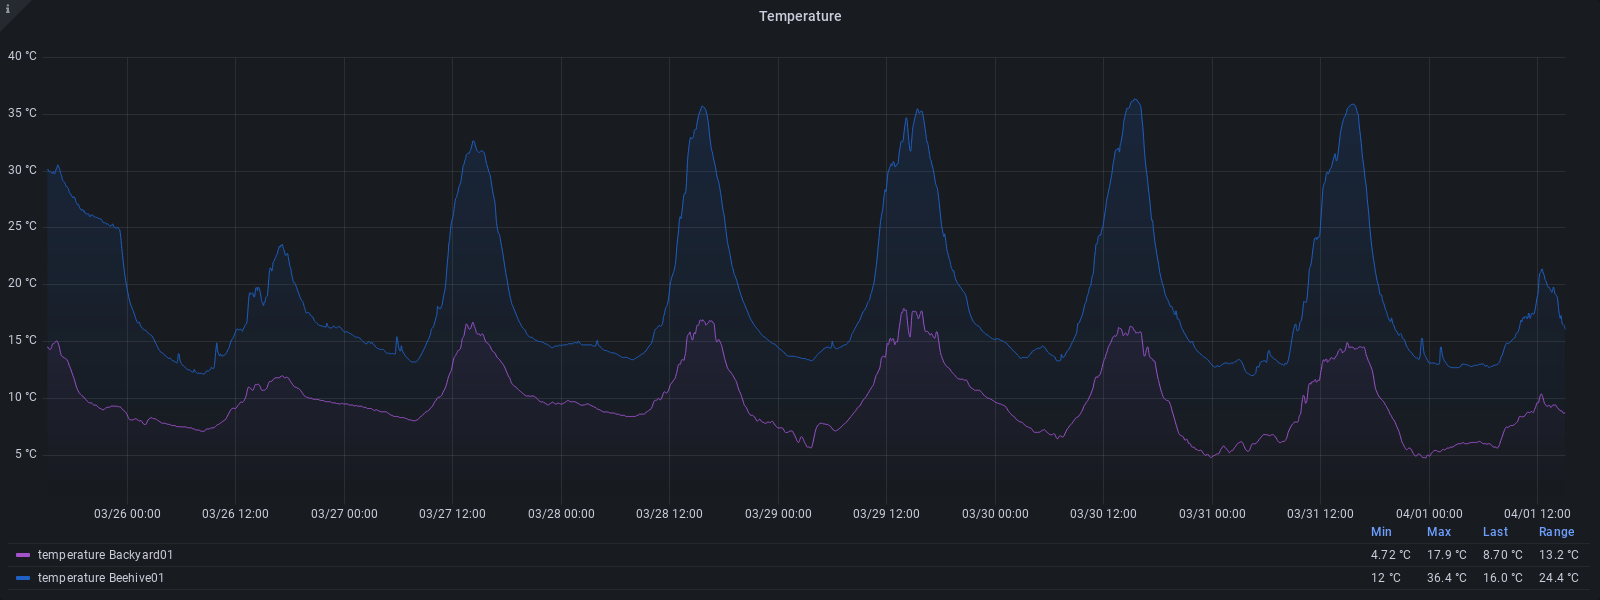 i
Temperature
40 °C
35 °C
30 °C
25 °C
20 °C
15 °C
10 °C
5 °C
03/26 00:00 03/26 12:00 03/27 00:00 03/27 12:00 03/28 00:00 03/28 12:00 03/29 00:00 03/29 12:00 03/30 00:00 03/30 12:00 03/31 00:00 03/31 12:00 04/01 00:00 04/01 12:00
Min Max Last Range
temperature Backyard01 4.72 °C 17.9 °C 8.70 °C 13.2 °C
temperature Beehive01 12 °C 36.4 °C 16.0 °C 24.4 °C